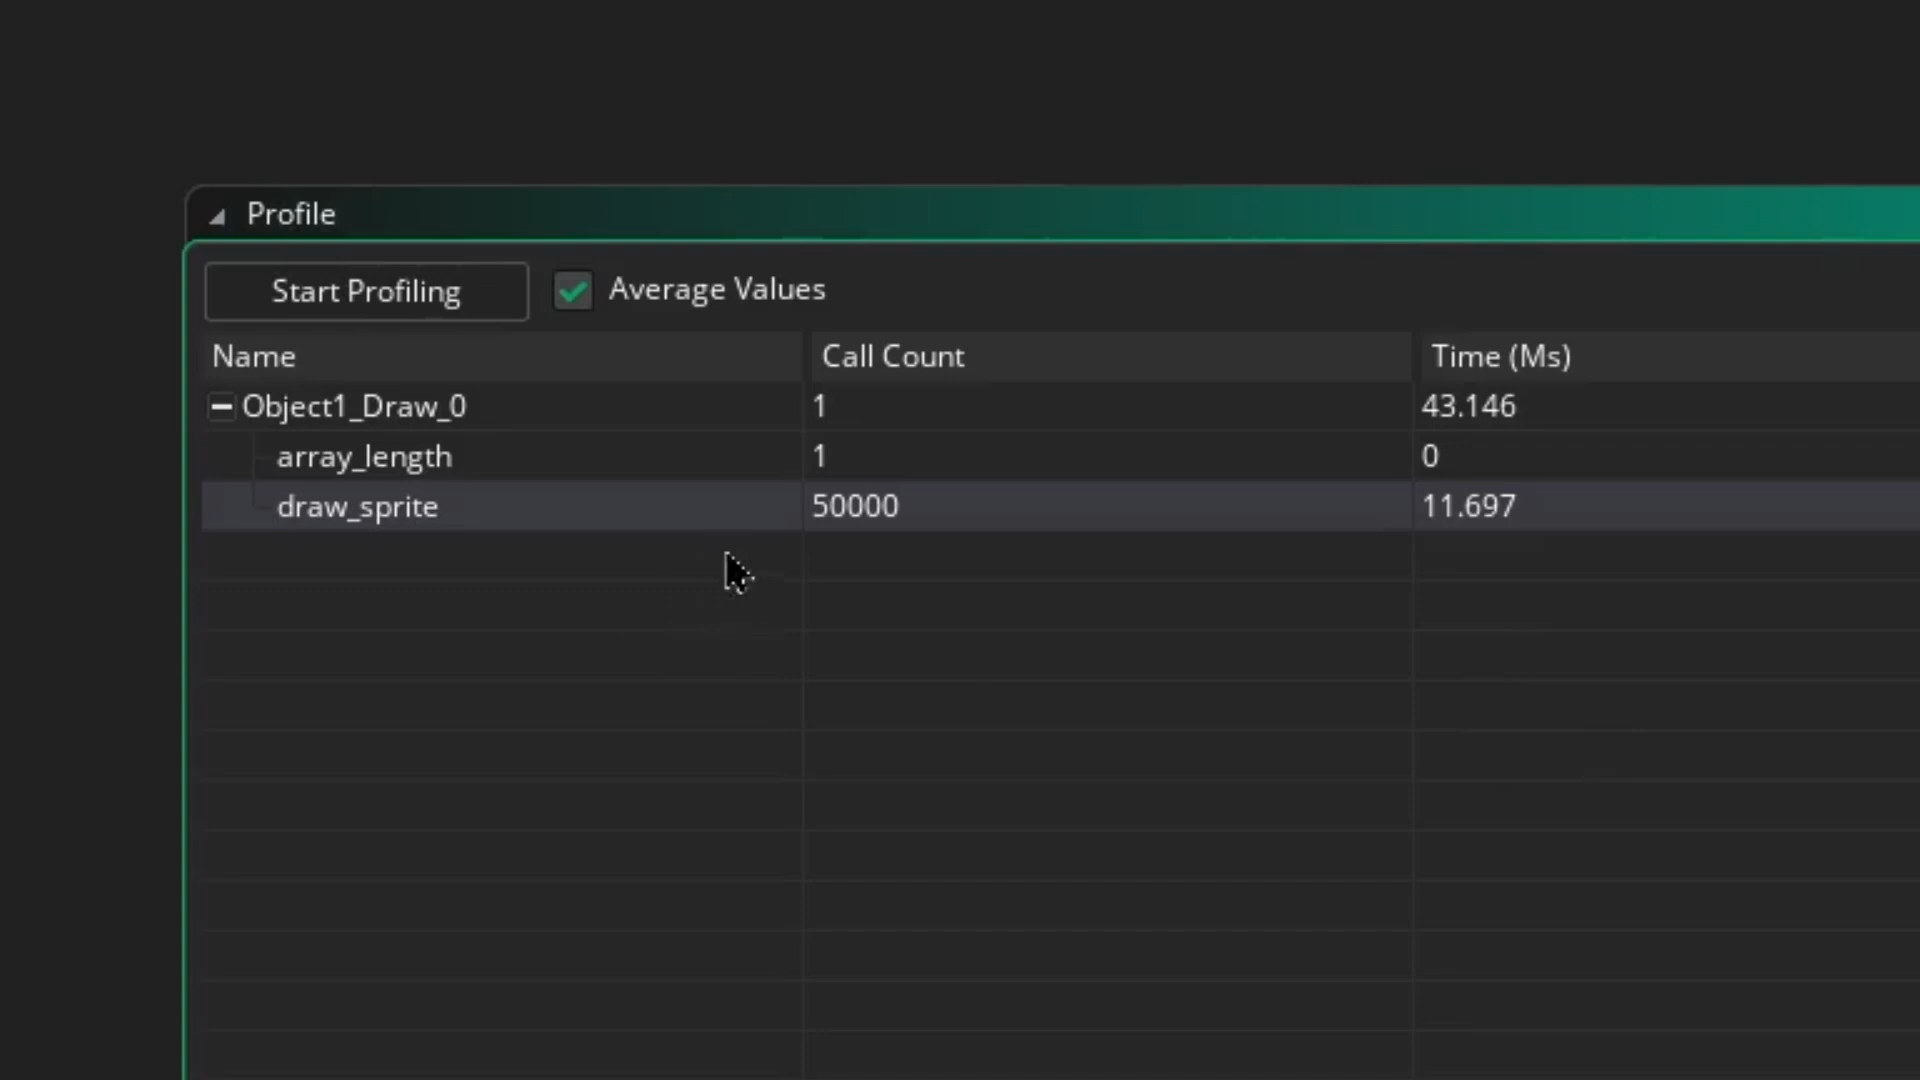 Profile
Start Profiling Average Values
Name Call Count Time (Ms)
Object1_Draw_0 1 43.146
array_length 1 0
draw_sprite 50000 11.697